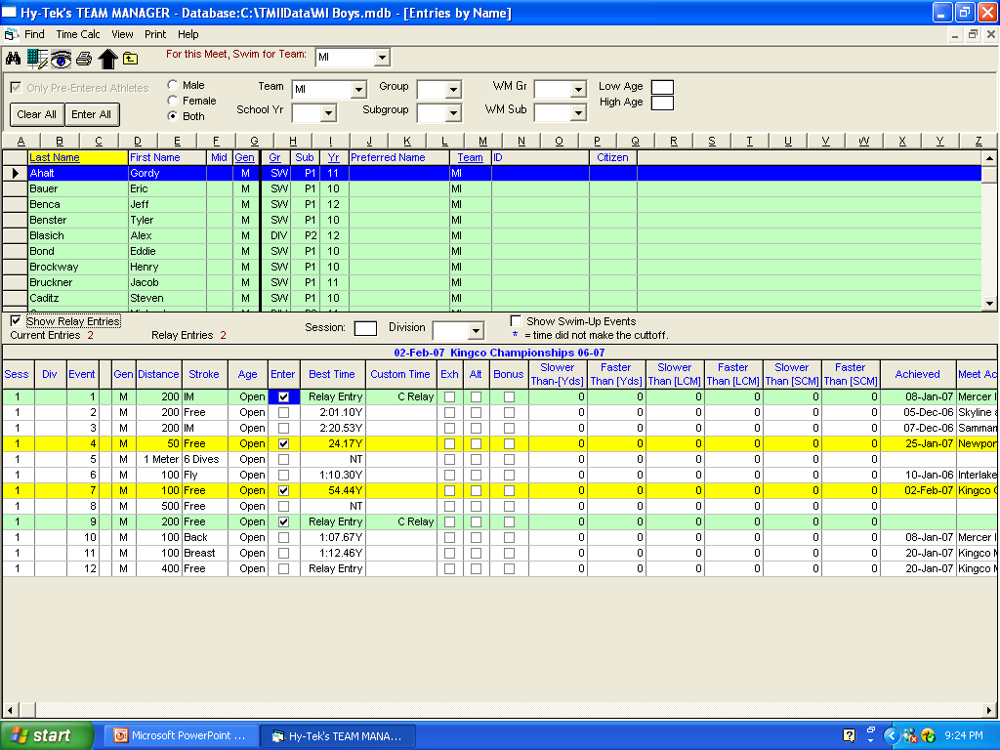 Hy-Tek's TEAM MANAGER - Database:C:\TMIIData\MI Boys.mdb - [Entries by Name]
Find Time Calc View Print Help
For this Meet, Swim for Team: MI
Only Pre-Entered Athletes Male Team MI Group WM Gr Low Age
Female
Clear All Enter All Both School Yr Subgroup WM Sub High Age
A B C D E F G H I J K L M N O P Q R S T U V W X Y Z
Last Name First Name Mid Gen Gr Sub Yr Preferred Name Team ID Citizen
Ahalt Gordy M SW P1 11 MI
Bauer Eric M SW P1 10 MI
Benca Jeff M SW P1 12 MI
Benster Tyler M SW P1 10 MI
Blasich Alex M DIV P2 12 MI
Bond Eddie M SW P1 10 MI
Brockway Henry M SW P1 10 MI
Bruckner Jacob M SW P1 11 MI
Caditz Steven M SW P1 10 MI
Show Relay Entries Session: Division Show Swim-Up Events
Current Entries 2 Relay Entries 2 * = time did not make the cuttoff.
02-Feb-07 Kingco Championships 06-07
Sess Div Event Gen Distance Stroke Age Enter Best Time Custom Time Exh Alt Bonus Slower Than-[Yds] Faster Than [Yds] Slower Than [LCM] Faster Than [LCM] Slower Than [SCM] Faster Than [SCM] Achieved Meet Ac
1 1 M 200 IM Open Relay Entry C Relay 0 0 0 0 0 0 08-Jan-07 Mercer I
1 2 M 200 Free Open 2:01.10Y 0 0 0 0 0 0 05-Dec-06 Skyline
1 3 M 200 IM Open 2:20.53Y 0 0 0 0 0 0 07-Dec-06 Sammam
1 4 M 50 Free Open 24.17Y 0 0 0 0 0 0 25-Jan-07 Newpor
1 5 M 1 Meter 6 Dives Open NT 0 0 0 0 0 0
1 6 M 100 Fly Open 1:10.30Y 0 0 0 0 0 0 10-Jan-06 Interlake
1 7 M 100 Free Open 54.44Y 0 0 0 0 0 0 02-Feb-07 Kingco
1 8 M 500 Free Open NT 0 0 0 0 0 0
1 9 M 200 Free Open Relay Entry C Relay 0 0 0 0 0 0
1 10 M 100 Back Open 1:07.67Y 0 0 0 0 0 0 08-Jan-07 Mercer I
1 11 M 100 Breast Open 1:12.46Y 0 0 0 0 0 0 20-Jan-07 Kingco
1 12 M 400 Free Open Relay Entry 0 0 0 0 0 0 20-Jan-07 Kingco
start Microsoft PowerPoint ... Hy-Tek's TEAM MANA... 9:24 PM